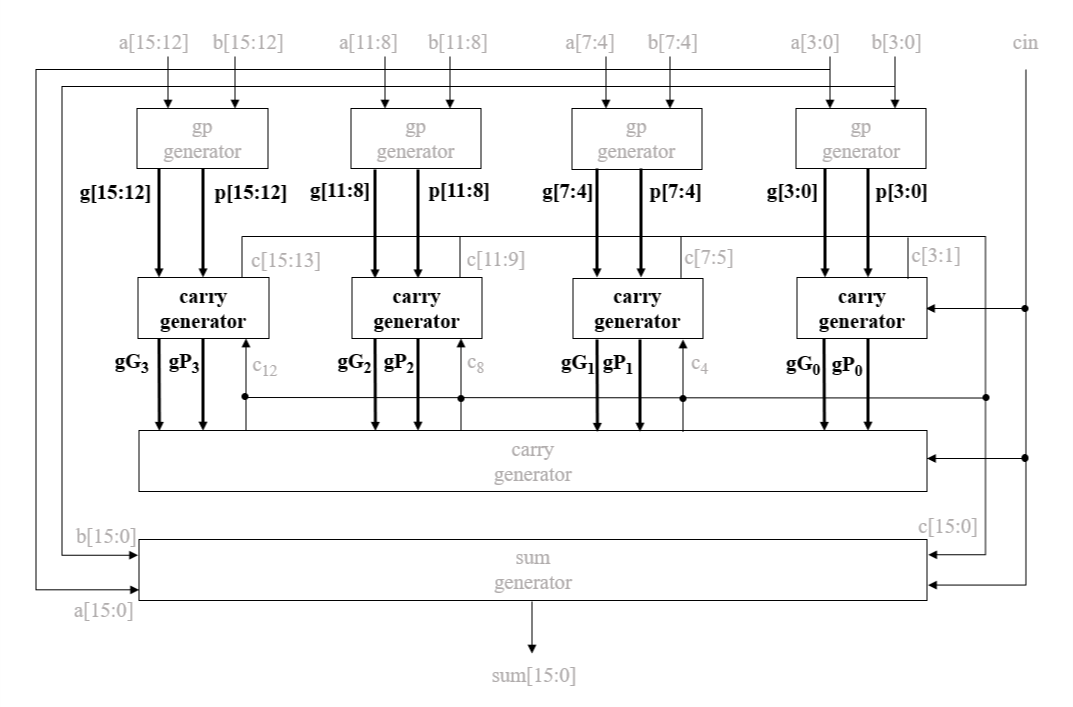 a[15:12] b[15:12] a[11:8] b[11:8] a[7:4] b[7:4] a[3:0] b[3:0] cin
gp generator gp generator gp generator gp generator
g[15:12] p[15:12] g[11:8] p[11:8] g[7:4] p[7:4] g[3:0] p[3:0]
c[15:13] c[11:9] c[7:5] c[3:1]
carry generator carry generator carry generator carry generator
gG3 gP3 c12 gG2 gP2 c8 gG1 gP1 c4 gG0 gP0
carry
generator
b[15:0] c[15:0]
sum
generator
a[15:0]
sum[15:0]